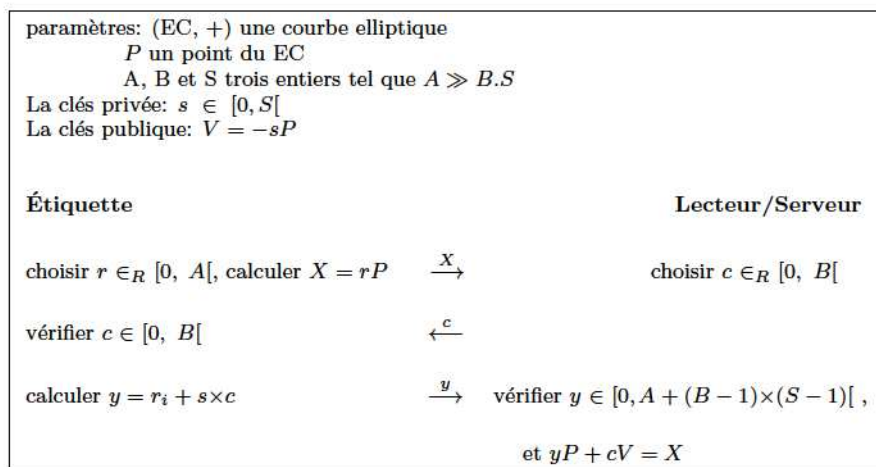 paramètres: (EC, +) une courbe elliptique
P un point du EC
A, B et S trois entiers tel que A ≫ B.S
La clés privée: s ∈ [0, S[
La clés publique: V = −sP
Étiquette Lecteur/Serveur
choisir r ∈R [0, A[, calculer X = rP X⟶ choisir c ∈R [0, B[
vérifier c ∈ [0, B[ c⟵
calculer y = ri + s×c y⟶ vérifier y ∈ [0, A + (B − 1)×(S − 1)[ ,
et yP + cV = X